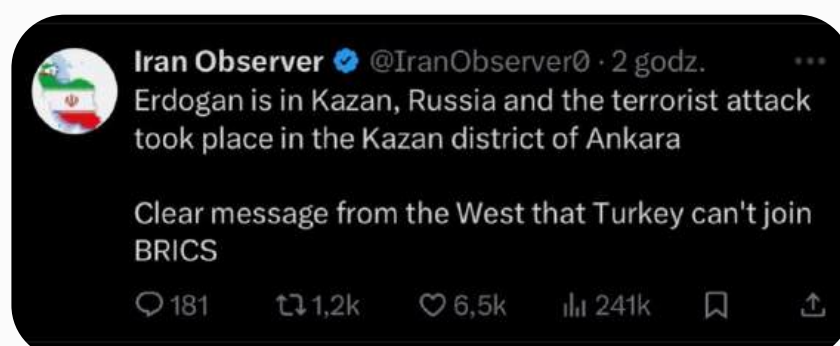 Iran Observer @IranObserver0 · 2 godz.
Erdogan is in Kazan, Russia and the terrorist attack
took place in the Kazan district of Ankara
Clear message from the West that Turkey can't join
BRICS
181 1,2k 6,5k 241k